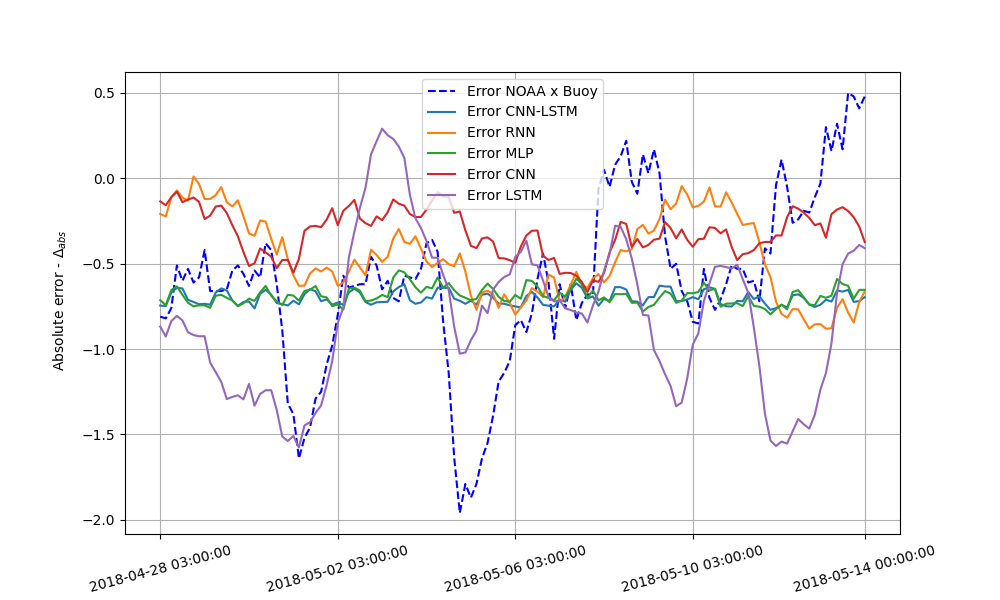 Error NOAA x Buoy
Error CNN-LSTM
Error RNN
Error MLP
Error CNN
Error LSTM
Absolute error - Δabs
0.5
0.0
−0.5
−1.0
−1.5
−2.0
2018-04-28 03:00:00
2018-05-02 03:00:00
2018-05-06 03:00:00
2018-05-10 03:00:00
2018-05-14 00:00:00